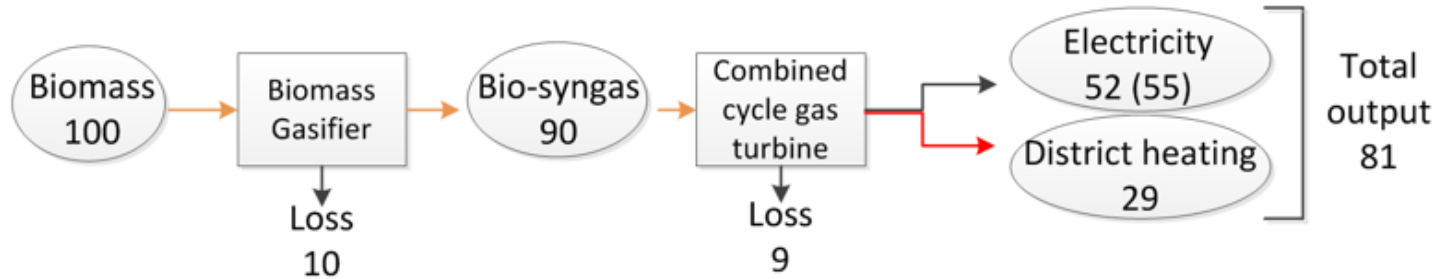 Biomass
100
Biomass
Gasifier
Loss
10
Bio-syngas
90
Combined
cycle gas
turbine
Loss
9
Electricity
52 (55)
District heating
29
Total
output
81